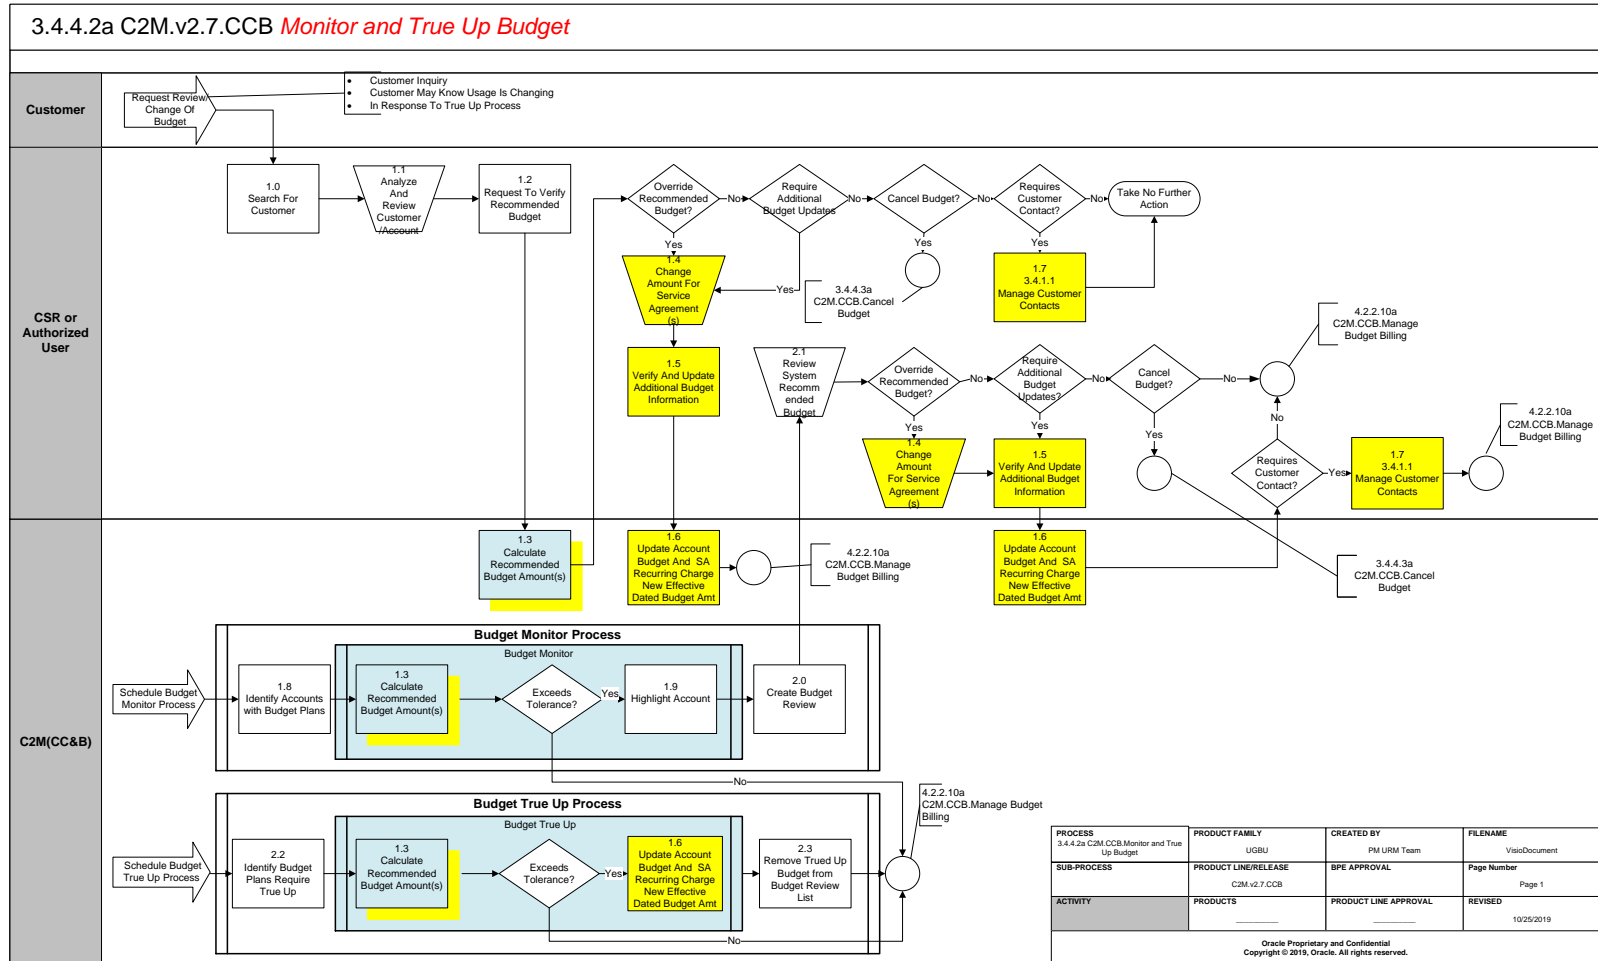 3.4.4.2a C2M.v2.7.CCB Monitor and True Up Budget
Customer
Request Review/
Change Of
Budget
• Customer Inquiry
• Customer May Know Usage Is Changing
• In Response To True Up Process
CSR or
Authorized
User
1.0
Search For
Customer
1.1
Analyze
And
Review
Customer
/Account
1.2
Request To Verify
Recommended
Budget
Override
Recommended
Budget?
No
Require
Additional
Budget Updates
No
Cancel Budget?
No
Requires
Customer
Contact?
No
Take No Further
Action
Yes
Yes
Yes
Yes
1.4
Change
Amount For
Service
Agreement
(s)
3.4.4.3a
C2M.CCB.Cancel
Budget
1.7
3.4.1.1
Manage Customer
Contacts
1.5
Verify And Update
Additional Budget
Information
2.1
Review
System
Recomm
ended
Budget
Override
Recommended
Budget?
No
Require
Additional
Budget
Updates?
No
Cancel
Budget?
No
4.2.2.10a
C2M.CCB.Manage
Budget Billing
Yes
Yes
Yes
No
1.4
Change
Amount
For Service
Agreement
(s)
1.5
Verify And Update
Additional Budget
Information
Requires
Customer
Contact?
Yes
1.7
3.4.1.1
Manage Customer
Contacts
4.2.2.10a
C2M.CCB.Manage
Budget Billing
C2M(CC&B)
1.3
Calculate
Recommended
Budget Amount(s)
1.6
Update Account
Budget And SA
Recurring Charge
New Effective
Dated Budget Amt
4.2.2.10a
C2M.CCB.Manage
Budget Billing
1.6
Update Account
Budget And SA
Recurring Charge
New Effective
Dated Budget Amt
3.4.4.3a
C2M.CCB.Cancel
Budget
Budget Monitor Process
Budget Monitor
Schedule Budget
Monitor Process
1.8
Identify Accounts
with Budget Plans
1.3
Calculate
Recommended
Budget Amount(s)
Exceeds
Tolerance?
Yes
1.9
Highlight Account
2.0
Create Budget
Review
No
Budget True Up Process
Budget True Up
Schedule Budget
True Up Process
2.2
Identify Budget
Plans Require
True Up
1.3
Calculate
Recommended
Budget Amount(s)
Exceeds
Tolerance?
Yes
1.6
Update Account
Budget And SA
Recurring Charge
New Effective
Dated Budget Amt
2.3
Remove Trued Up
Budget from
Budget Review
List
No
4.2.2.10a
C2M.CCB.Manage Budget
Billing
PROCESS
3.4.4.2a C2M.CCB.Monitor and True
Up Budget
PRODUCT FAMILY
UGBU
CREATED BY
PM URM Team
FILENAME
VisioDocument
SUB-PROCESS
PRODUCT LINE/RELEASE
C2M.v2.7.CCB
BPE APPROVAL
Page Number
Page 1
ACTIVITY
PRODUCTS
PRODUCT LINE APPROVAL
REVISED
10/25/2019
Oracle Proprietary and Confidential
Copyright © 2019, Oracle. All rights reserved.